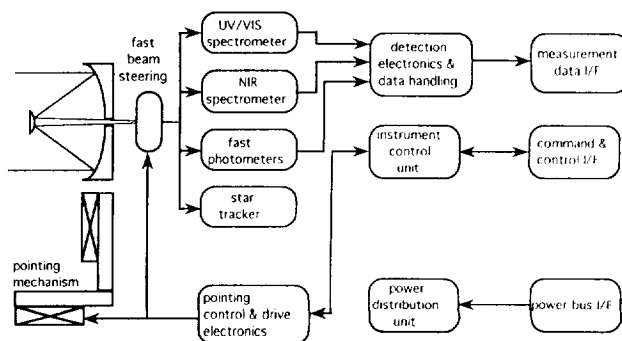 fast
beam
steering
UV/VIS
spectrometer
NIR
spectrometer
fast
photometers
star
tracker
detection
electronics &
data handling
measurement
data I/F
instrument
control
unit
command &
control I/F
pointing
mechanism
pointing
control & drive
electronics
power
distribution
unit
power bus I/F